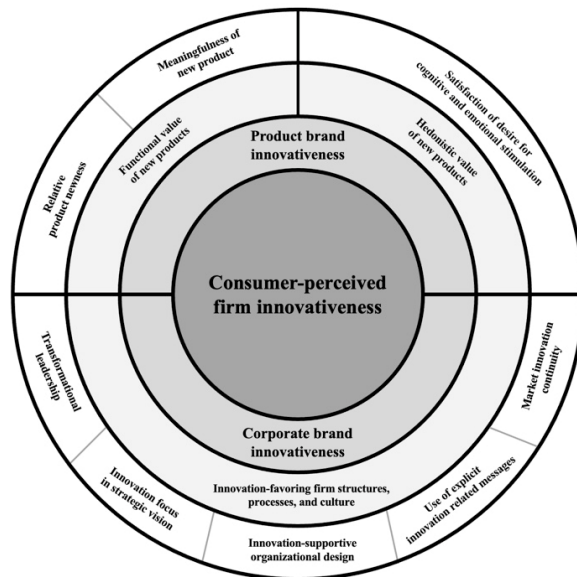 Meaningfulness of
new product
Satisfaction of desire for
cognitive and emotional stimulation
Relative
product newness
Functional value
of new products
Hedonistic value
of new products
Product brand
innovativeness
Consumer-perceived
firm innovativeness
Corporate brand
innovativeness
Innovation-favoring firm structures,
processes, and culture
Transformational
leadership
Innovation focus
in strategic vision
Innovation-supportive
organizational design
Use of explicit
innovation related messages
Market innovation
continuity